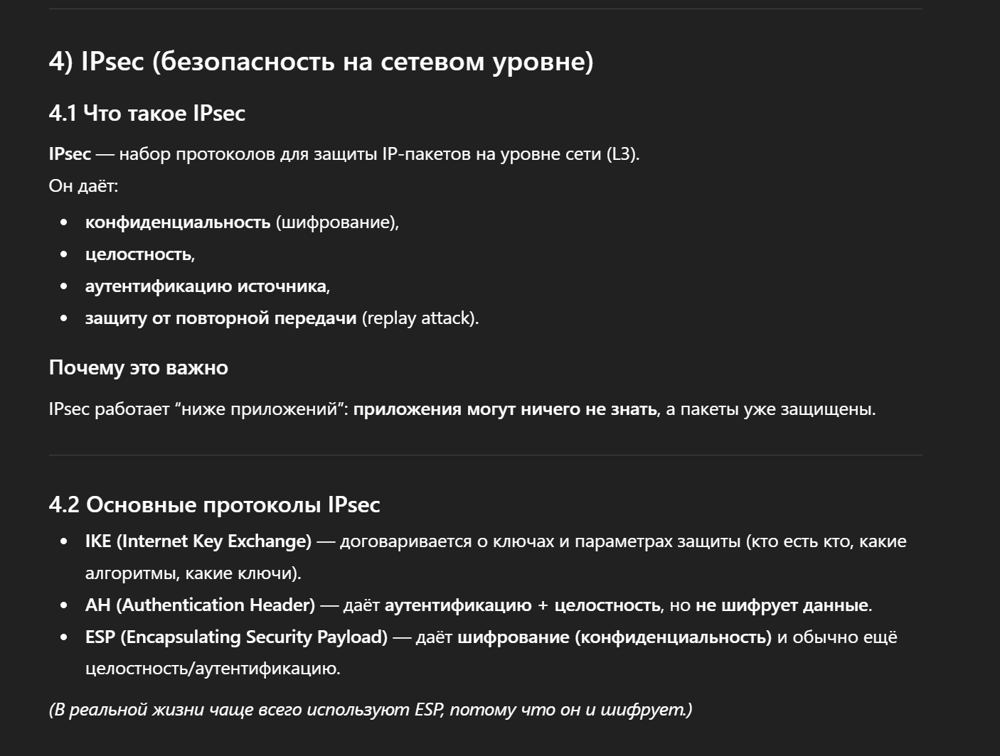 4) IPsec (безопасность на сетевом уровне)
4.1 Что такое IPsec
IPsec — набор протоколов для защиты IP-пакетов на уровне сети (L3).
Он даёт:
• конфиденциальность (шифрование),
• целостность,
• аутентификацию источника,
• защиту от повторной передачи (replay attack).
Почему это важно
IPsec работает “ниже приложений”: приложения могут ничего не знать, а пакеты уже защищены.
4.2 Основные протоколы IPsec
• IKE (Internet Key Exchange) — договаривается о ключах и параметрах защиты (кто есть кто, какие
алгоритмы, какие ключи).
• AH (Authentication Header) — даёт аутентификацию + целостность, но не шифрует данные.
• ESP (Encapsulating Security Payload) — даёт шифрование (конфиденциальность) и обычно ещё
целостность/аутентификацию.
(В реальной жизни чаще всего используют ESP, потому что он и шифрует.)